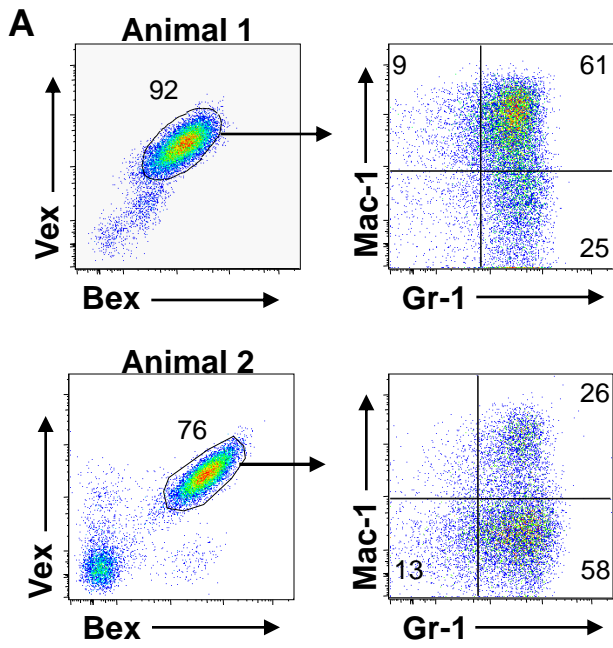 A
Animal 1
92
Vex
Bex
9
61
25
Mac-1
Gr-1
Animal 2
76
Vex
Bex
26
13
58
Mac-1
Gr-1